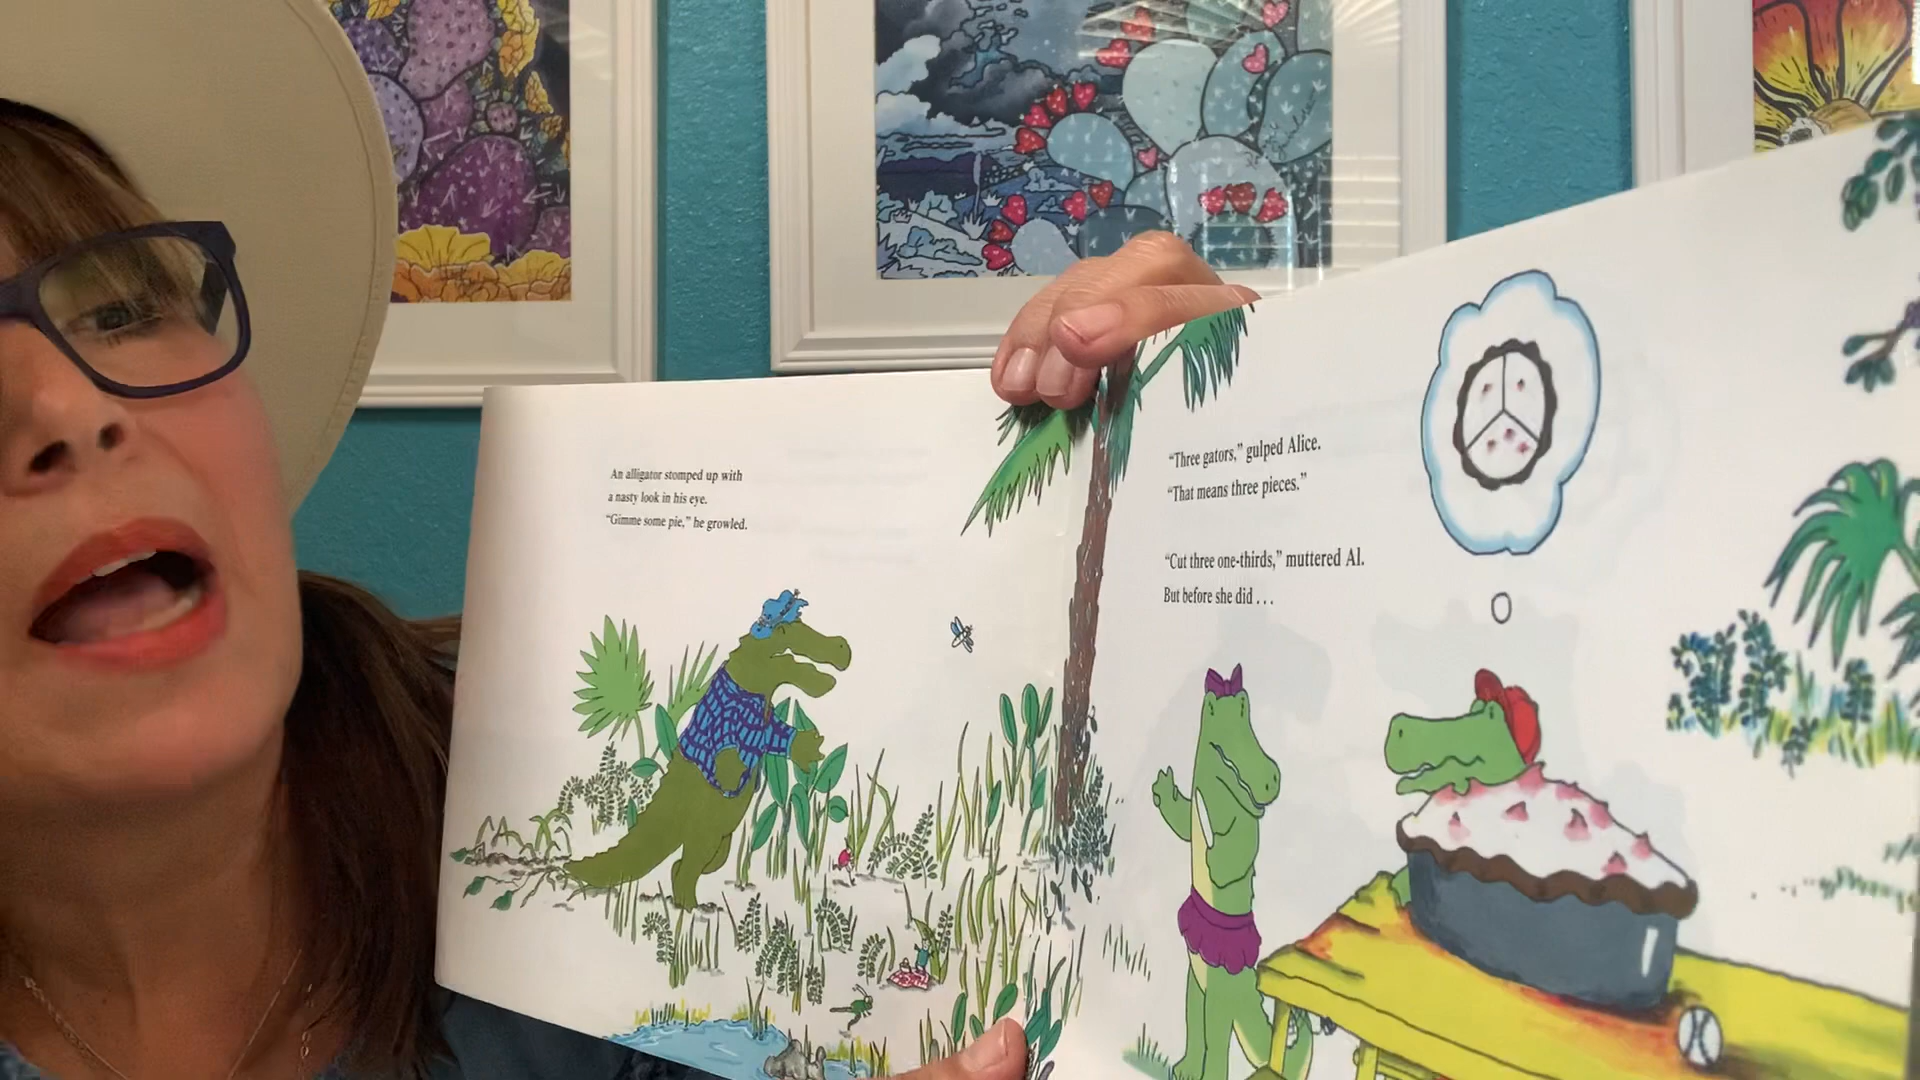 An alligator stomped up with
a nasty look in his eye.
“Gimme some pie,” he growled.
“Three gators,” gulped Alice.
“That means three pieces.”
“Cut three one-thirds,” muttered Al.
But before she did . . .